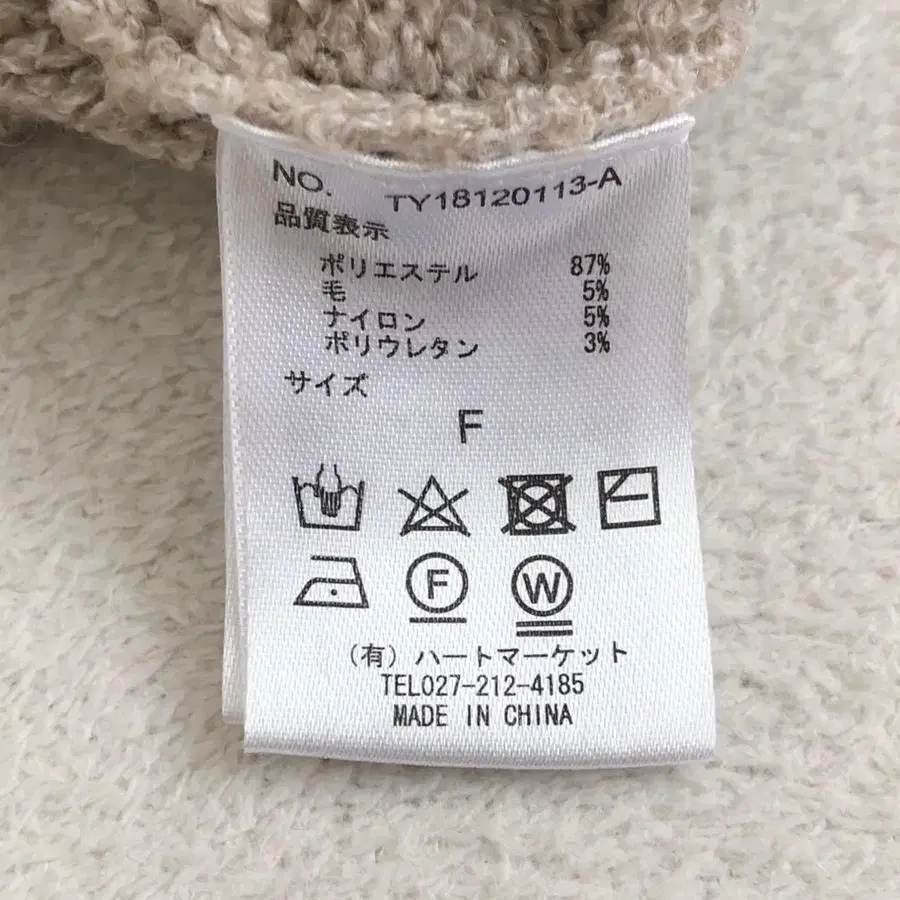 NO. TY18120113-A
品質表示
ポリエステル 87%
毛 5%
ナイロン 5%
ポリウレタン 3%
サイズ
F
F W
(有) ハートマーケット
TEL027-212-4185
MADE IN CHINA